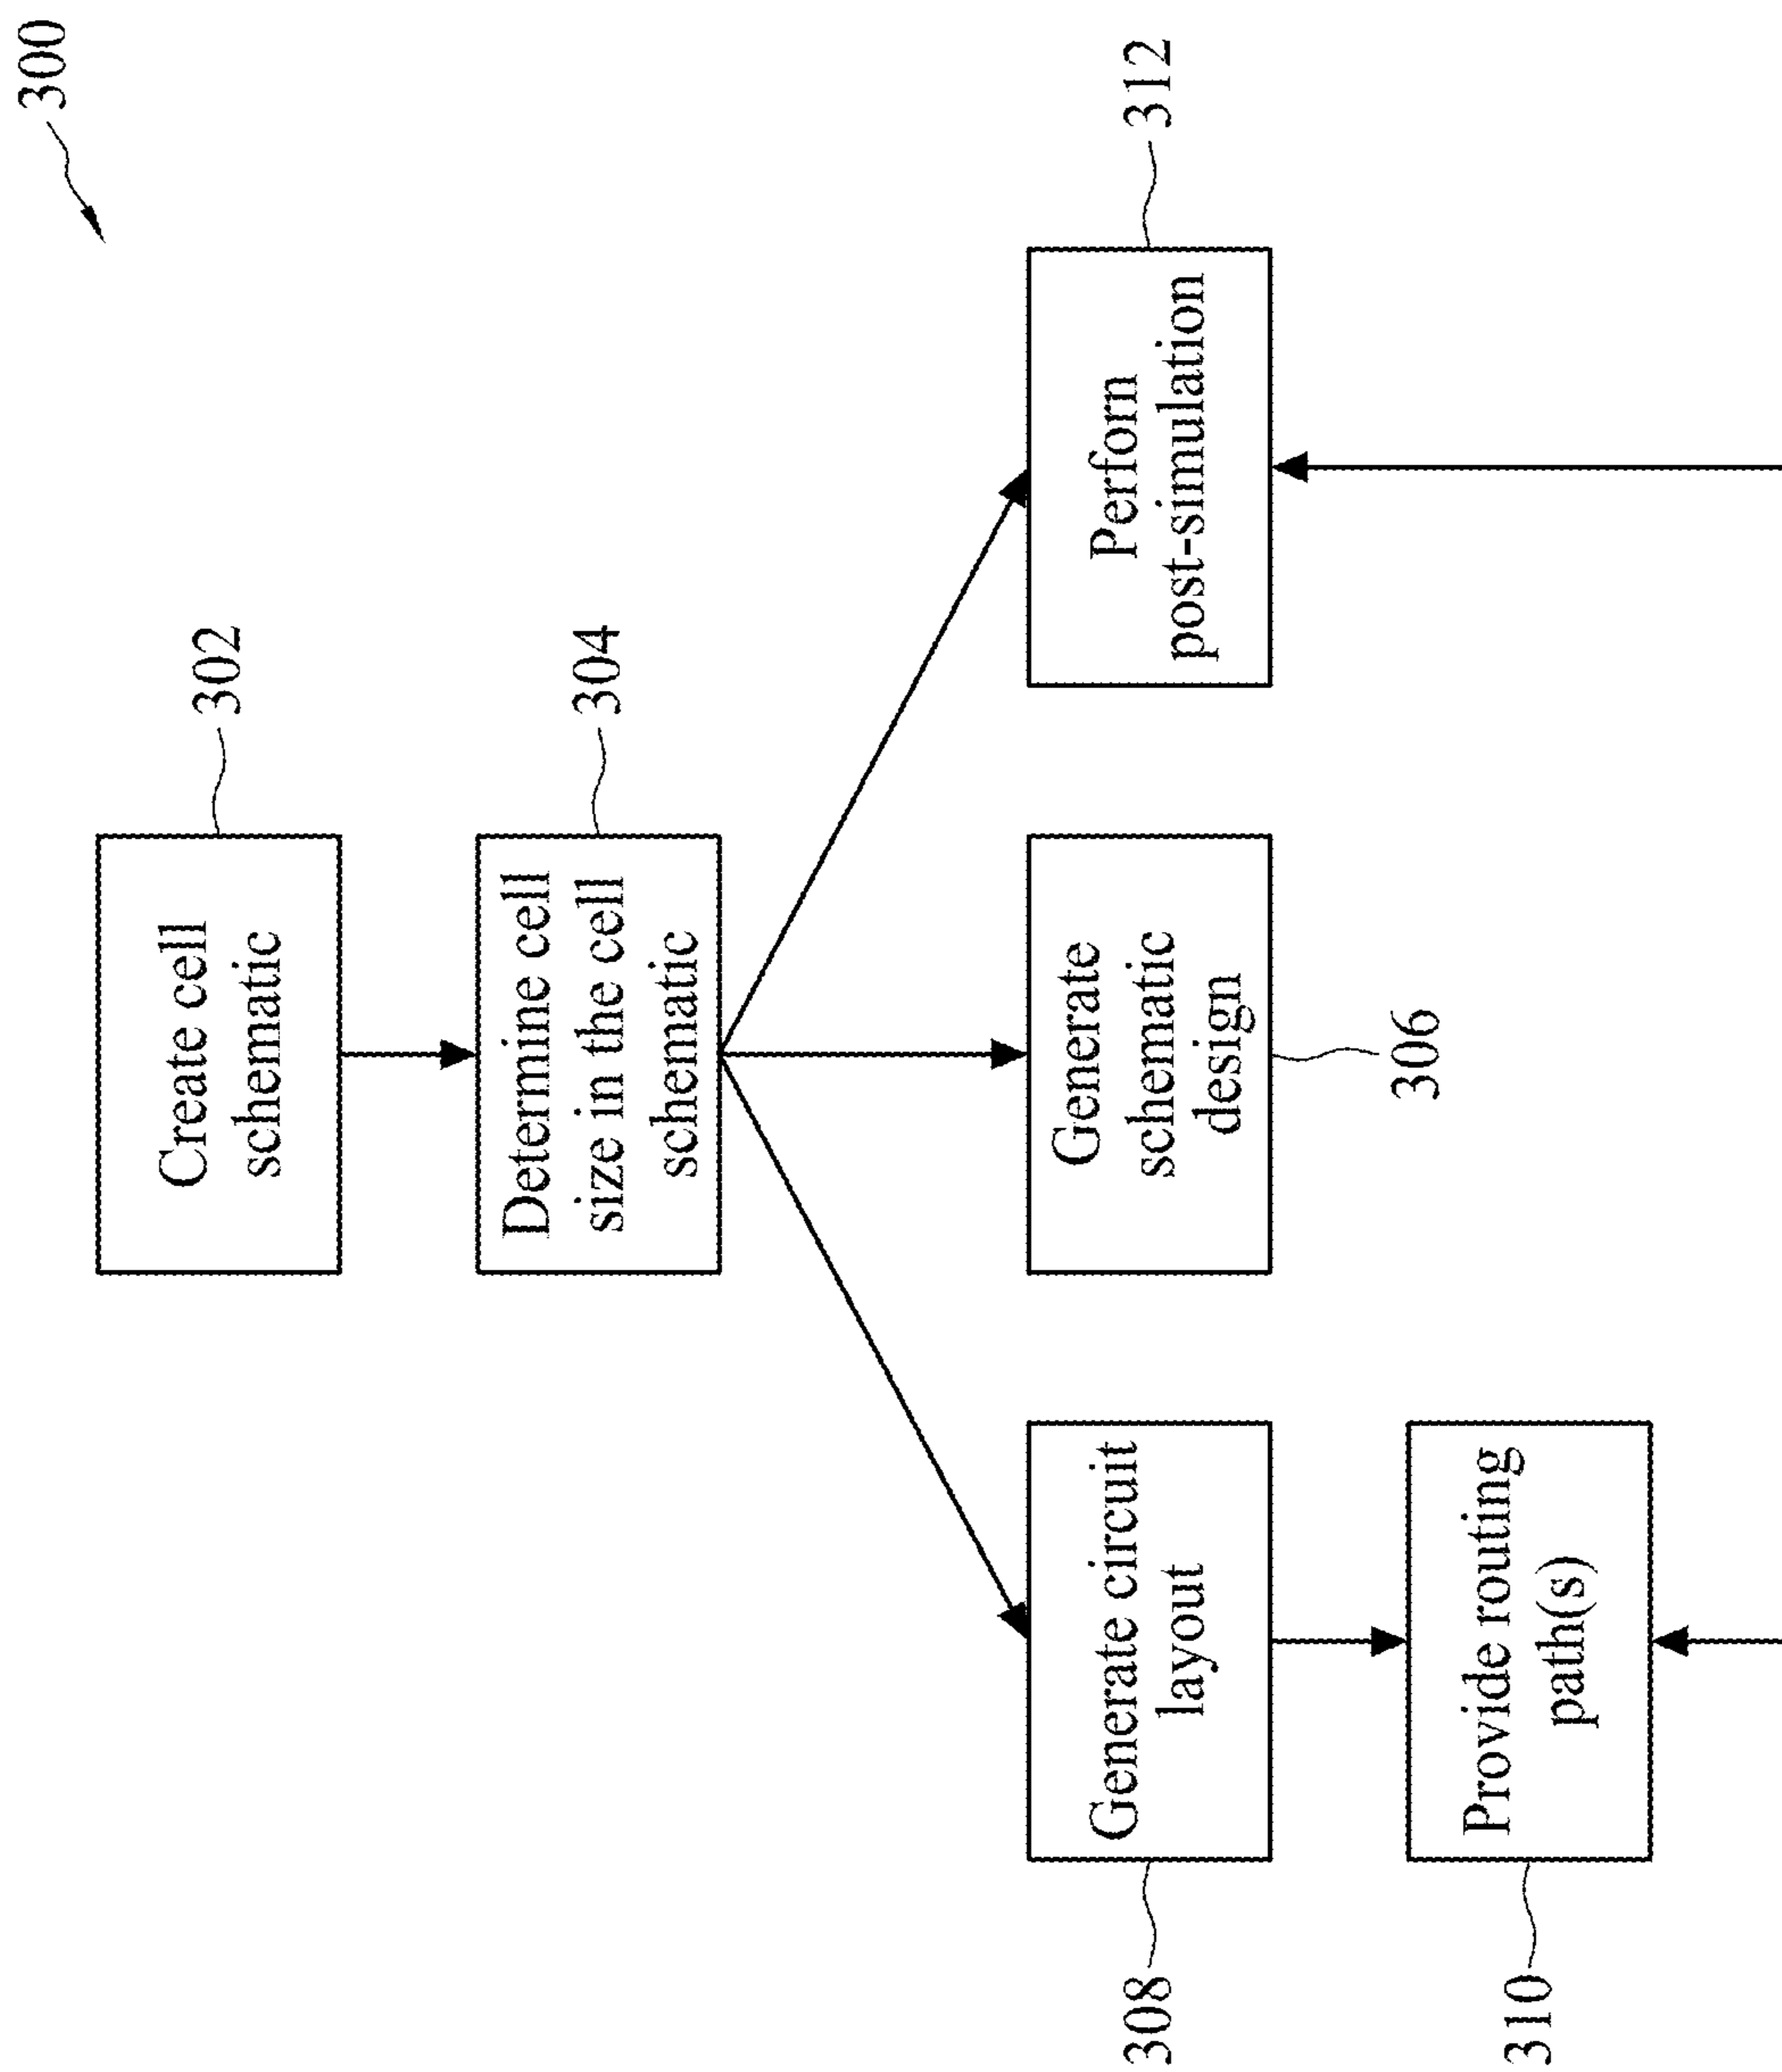 300
Create cell
schematic
302
Determine cell
size in the cell
schematic
304
308
Generate circuit
layout
Generate
schematic
design
306
Perforn
post-simulation
312
310
Provide routing
path(s)